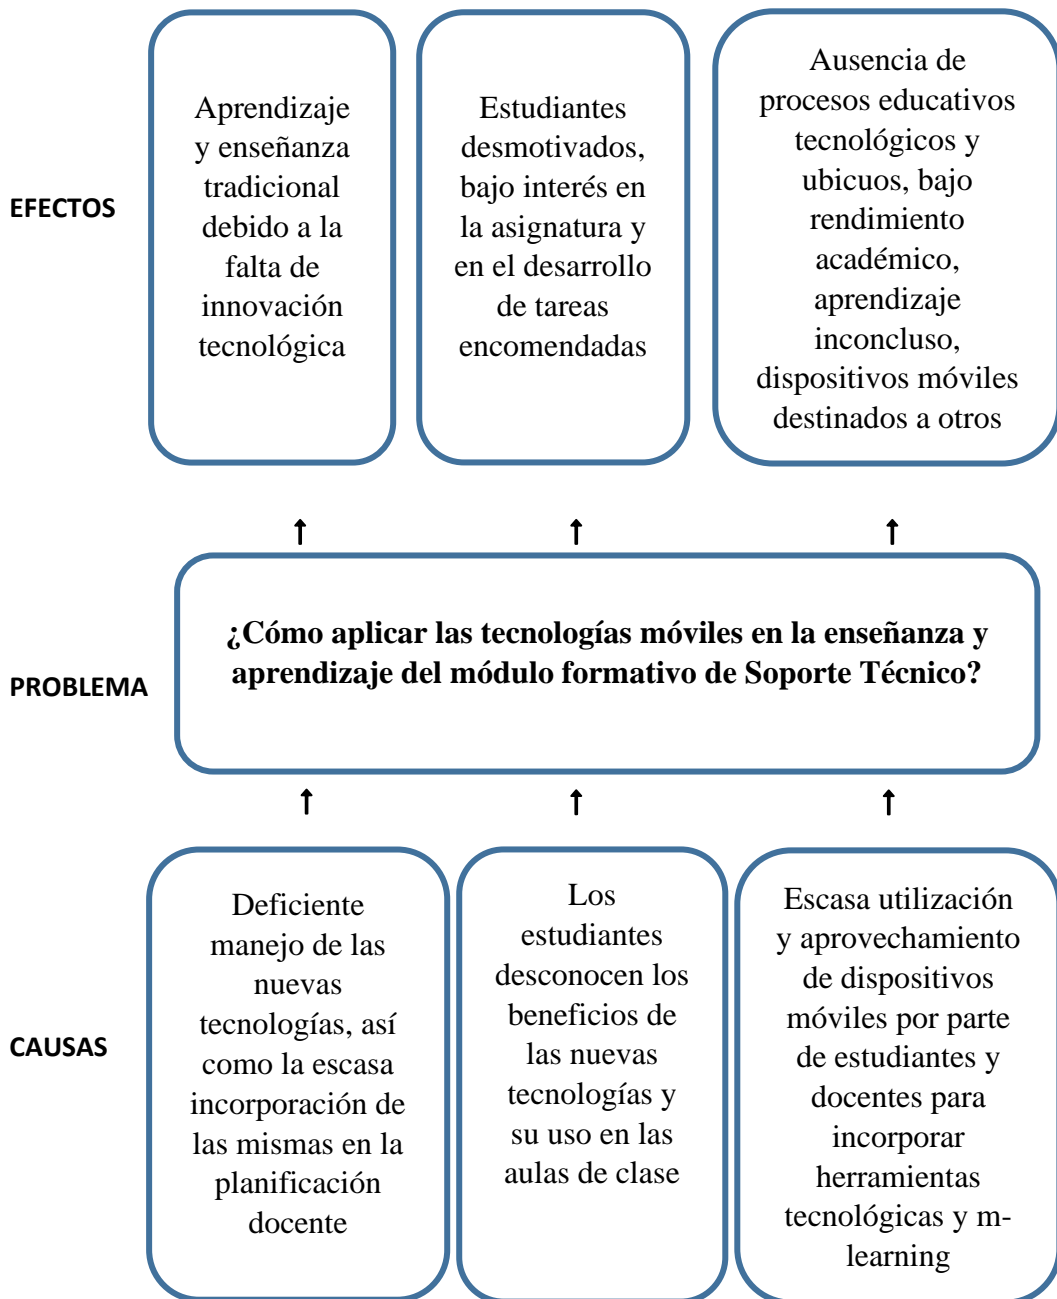 EFECTOS
Aprendizaje
y enseñanza
tradicional
debido a la
falta de
innovación
tecnológica
Estudiantes
desmotivados,
bajo interés en
la asignatura y
en el desarrollo
de tareas
encomendadas
Ausencia de
procesos educativos
tecnológicos y
ubicuos, bajo
rendimiento
académico,
aprendizaje
inconcluso,
dispositivos móviles
destinados a otros
PROBLEMA
¿Cómo aplicar las tecnologías móviles en la enseñanza y
aprendizaje del módulo formativo de Soporte Técnico?
CAUSAS
Deficiente
manejo de las
nuevas
tecnologías, así
como la escasa
incorporación de
las mismas en la
planificación
docente
Los
estudiantes
desconocen los
beneficios de
las nuevas
tecnologías y
su uso en las
aulas de clase
Escasa utilización
y aprovechamiento
de dispositivos
móviles por parte
de estudiantes y
docentes para
incorporar
herramientas
tecnológicas y m-
learning